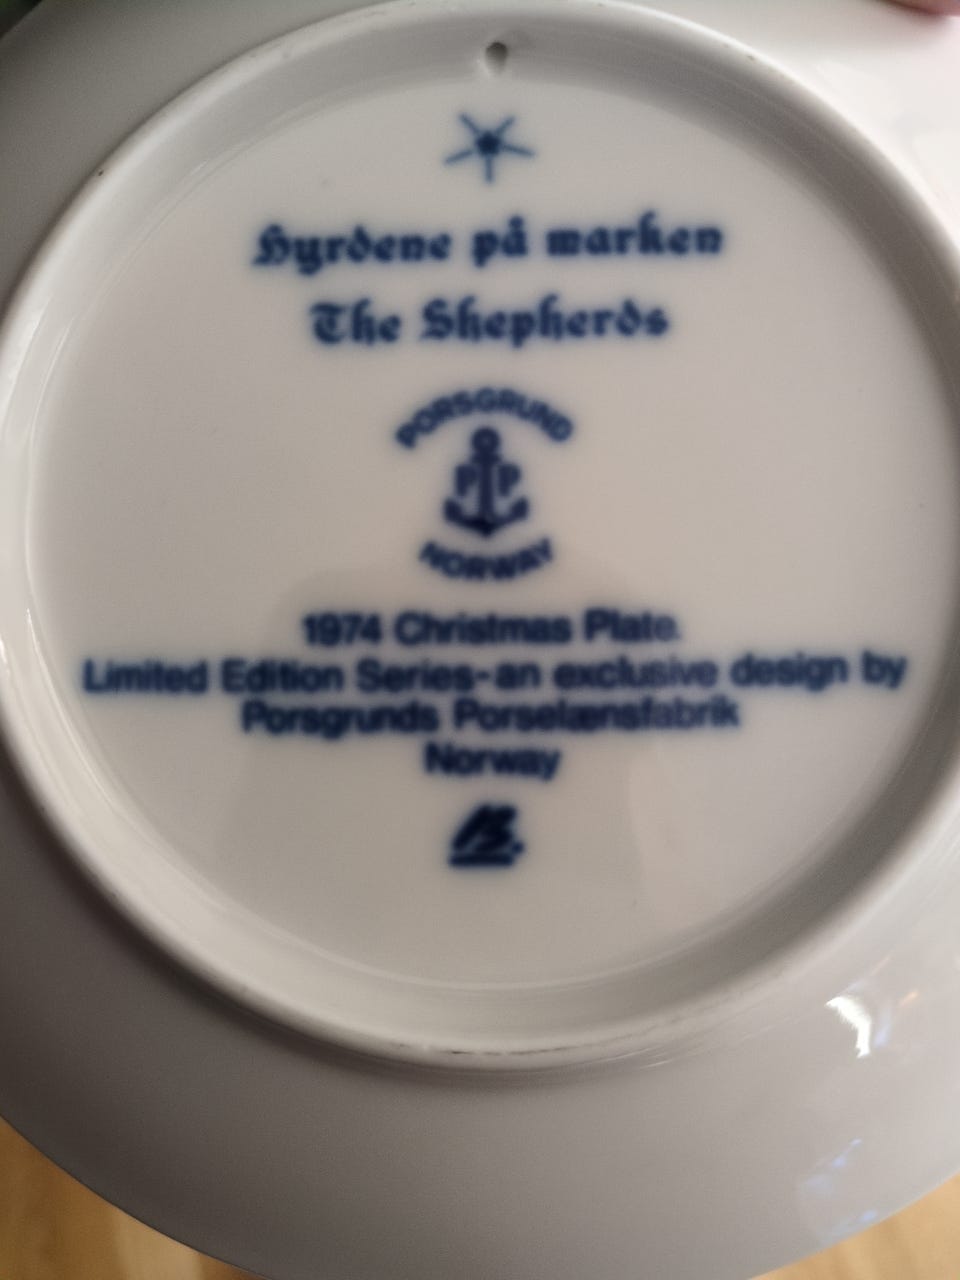 Hyrdene på marken
The Shepherds
PORSGRUND
P P
NORWAY
1974 Christmas Plate.
Limited Edition Series-an exclusive design by
Porsgrunds Porselænsfabrik
Norway